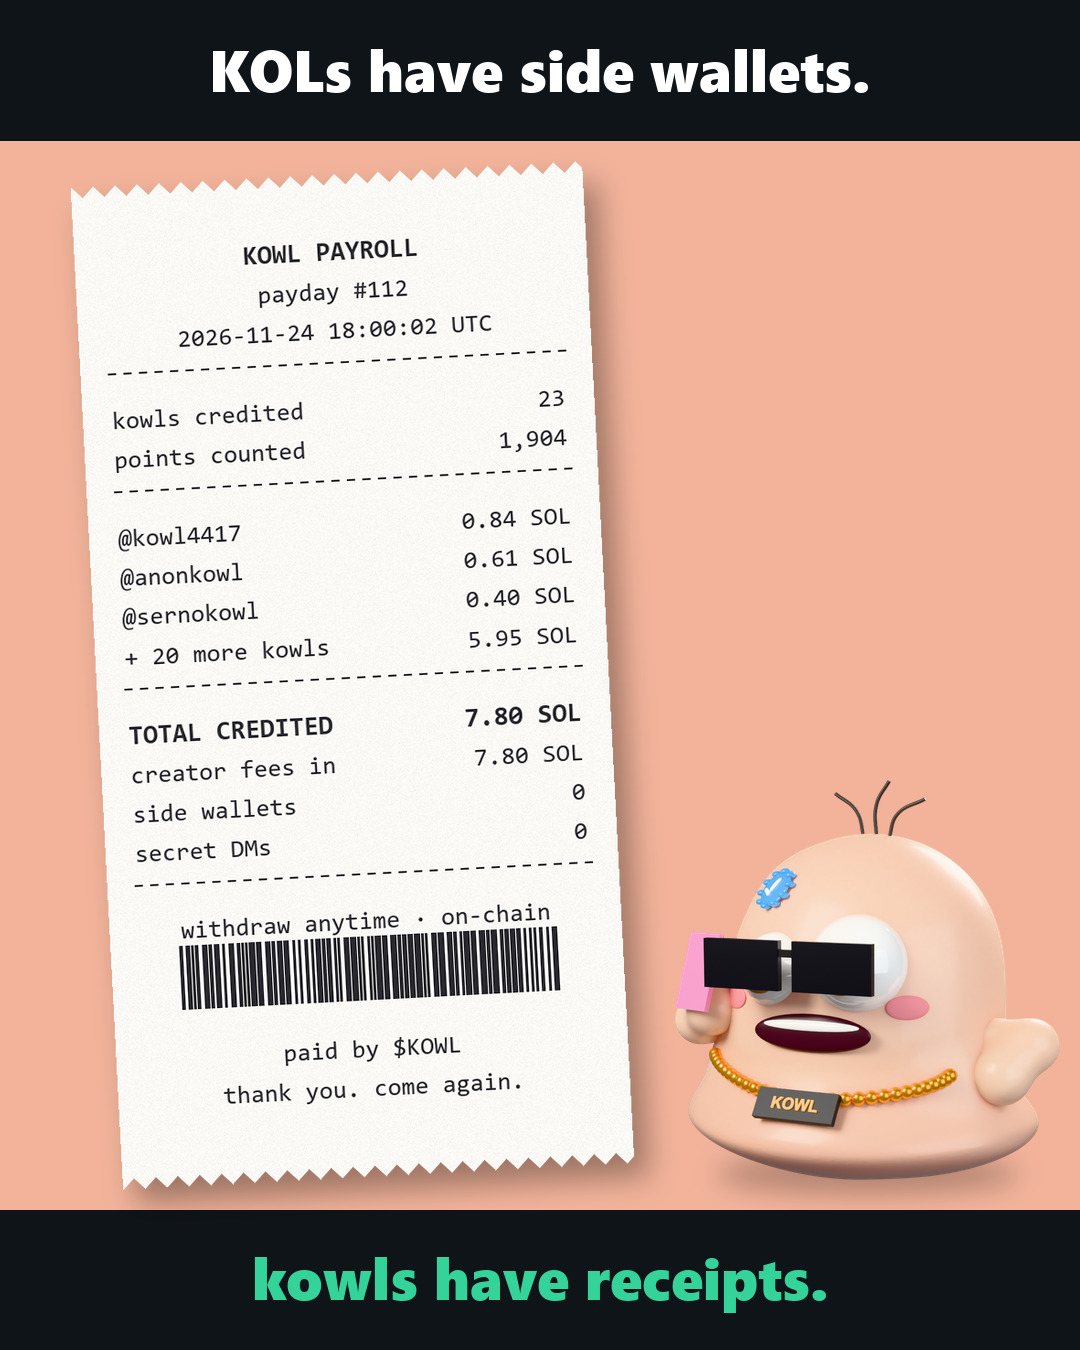 KOLs have side wallets.
KOWL PAYROLL
payday #112
2026-11-24 18:00:02 UTC
kowls credited 23
points counted 1,904
@kowl4417 0.84 SOL
@anonkowl 0.61 SOL
@sernokowl 0.40 SOL
+ 20 more kowls 5.95 SOL
TOTAL CREDITED 7.80 SOL
creator fees in 7.80 SOL
side wallets 0
secret DMs 0
withdraw anytime · on-chain
paid by $KOWL
thank you. come again.
KOWL
kowls have receipts.